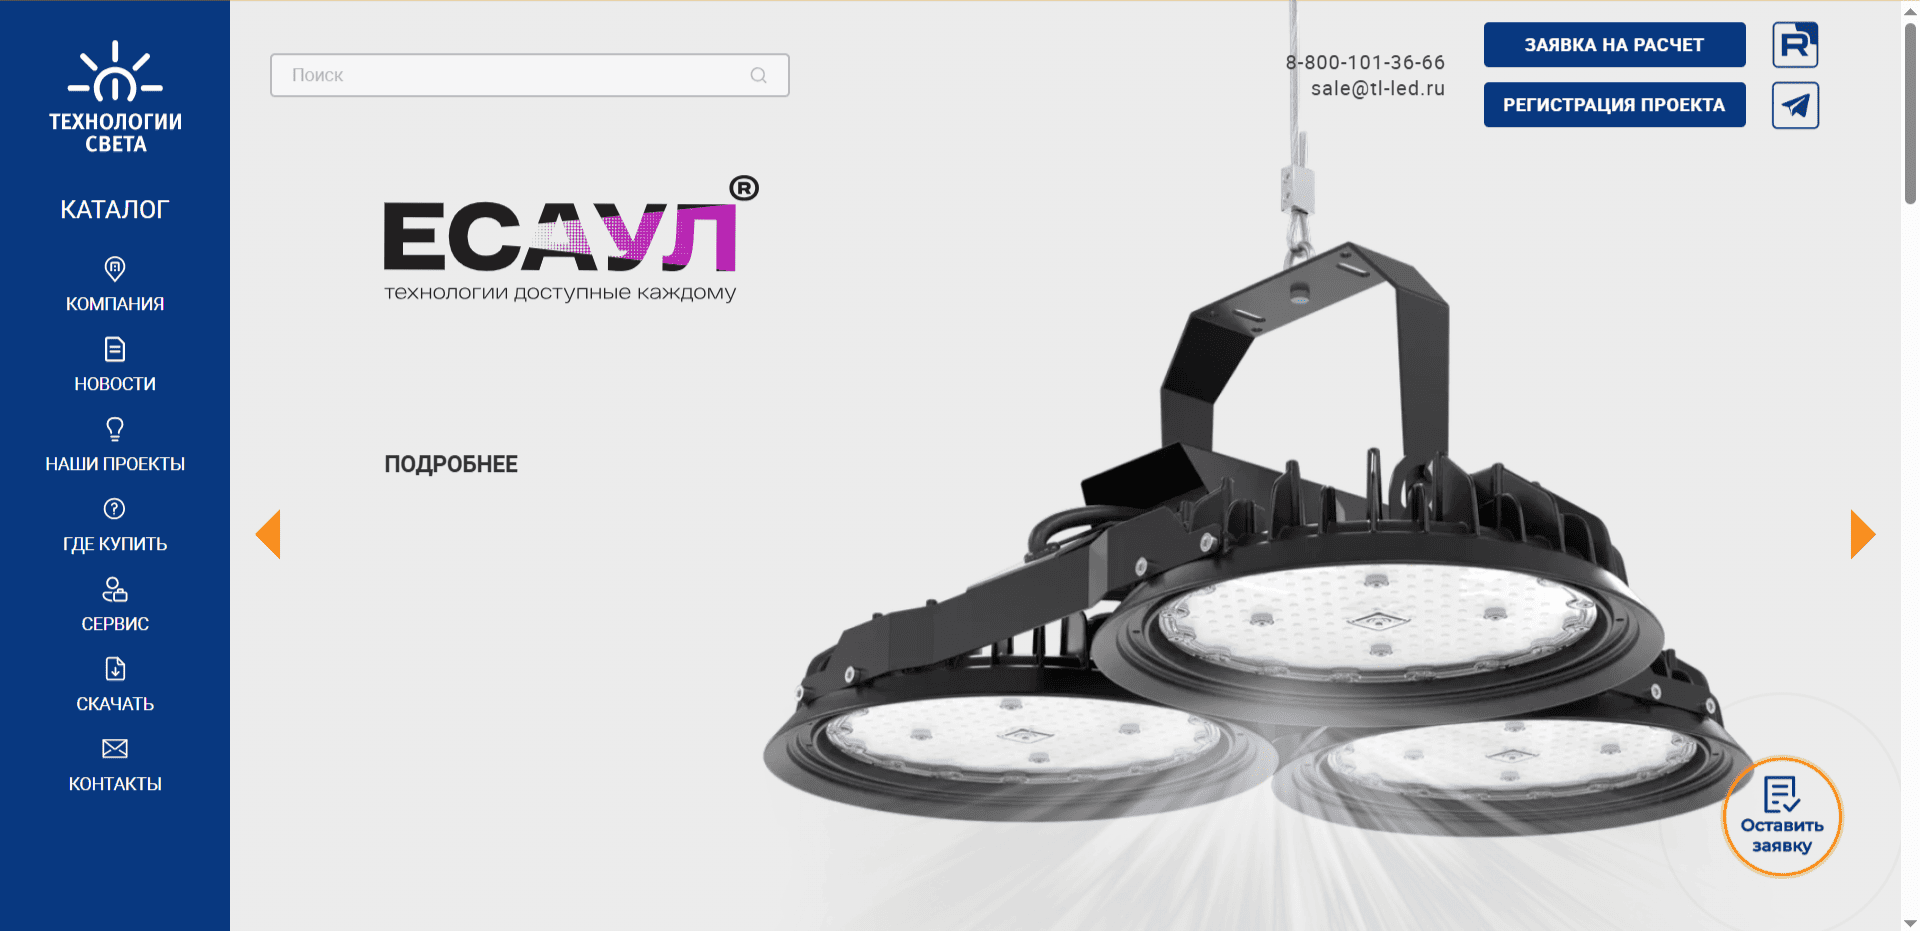 ТЕХНОЛОГИИ
СВЕТА
КАТАЛОГ
КОМПАНИЯ
НОВОСТИ
НАШИ ПРОЕКТЫ
ГДЕ КУПИТЬ
СЕРВИС
СКАЧАТЬ
КОНТАКТЫ
Поиск
8-800-101-36-66
sale@tl-led.ru
ЗАЯВКА НА РАСЧЕТ
РЕГИСТРАЦИЯ ПРОЕКТА
ЕСАУЛ®
технологии доступные каждому
ПОДРОБНЕЕ
Оставить
заявку